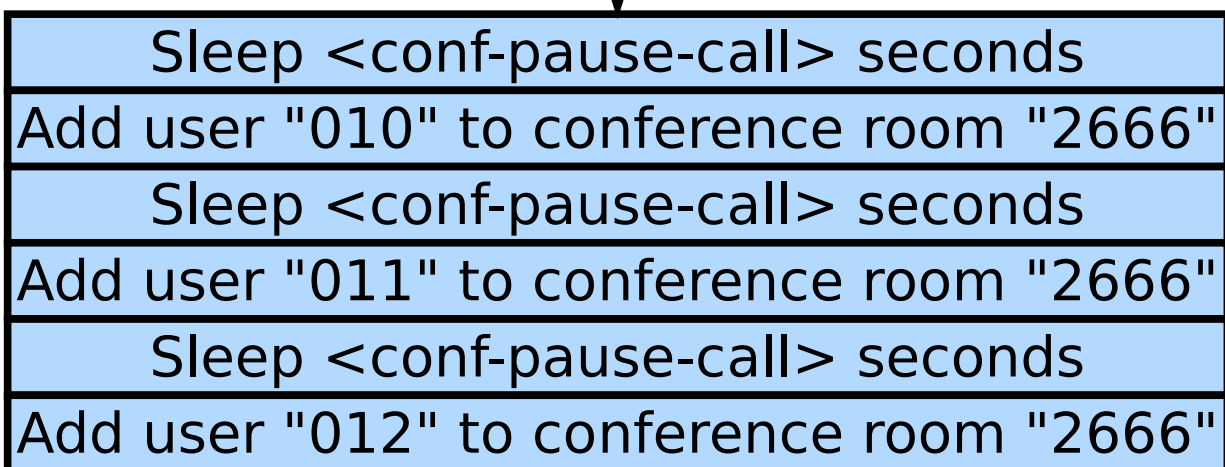 Sleep <conf-pause-call> seconds
Add user "010" to conference room "2666"
Sleep <conf-pause-call> seconds
Add user "011" to conference room "2666"
Sleep <conf-pause-call> seconds
Add user "012" to conference room "2666"